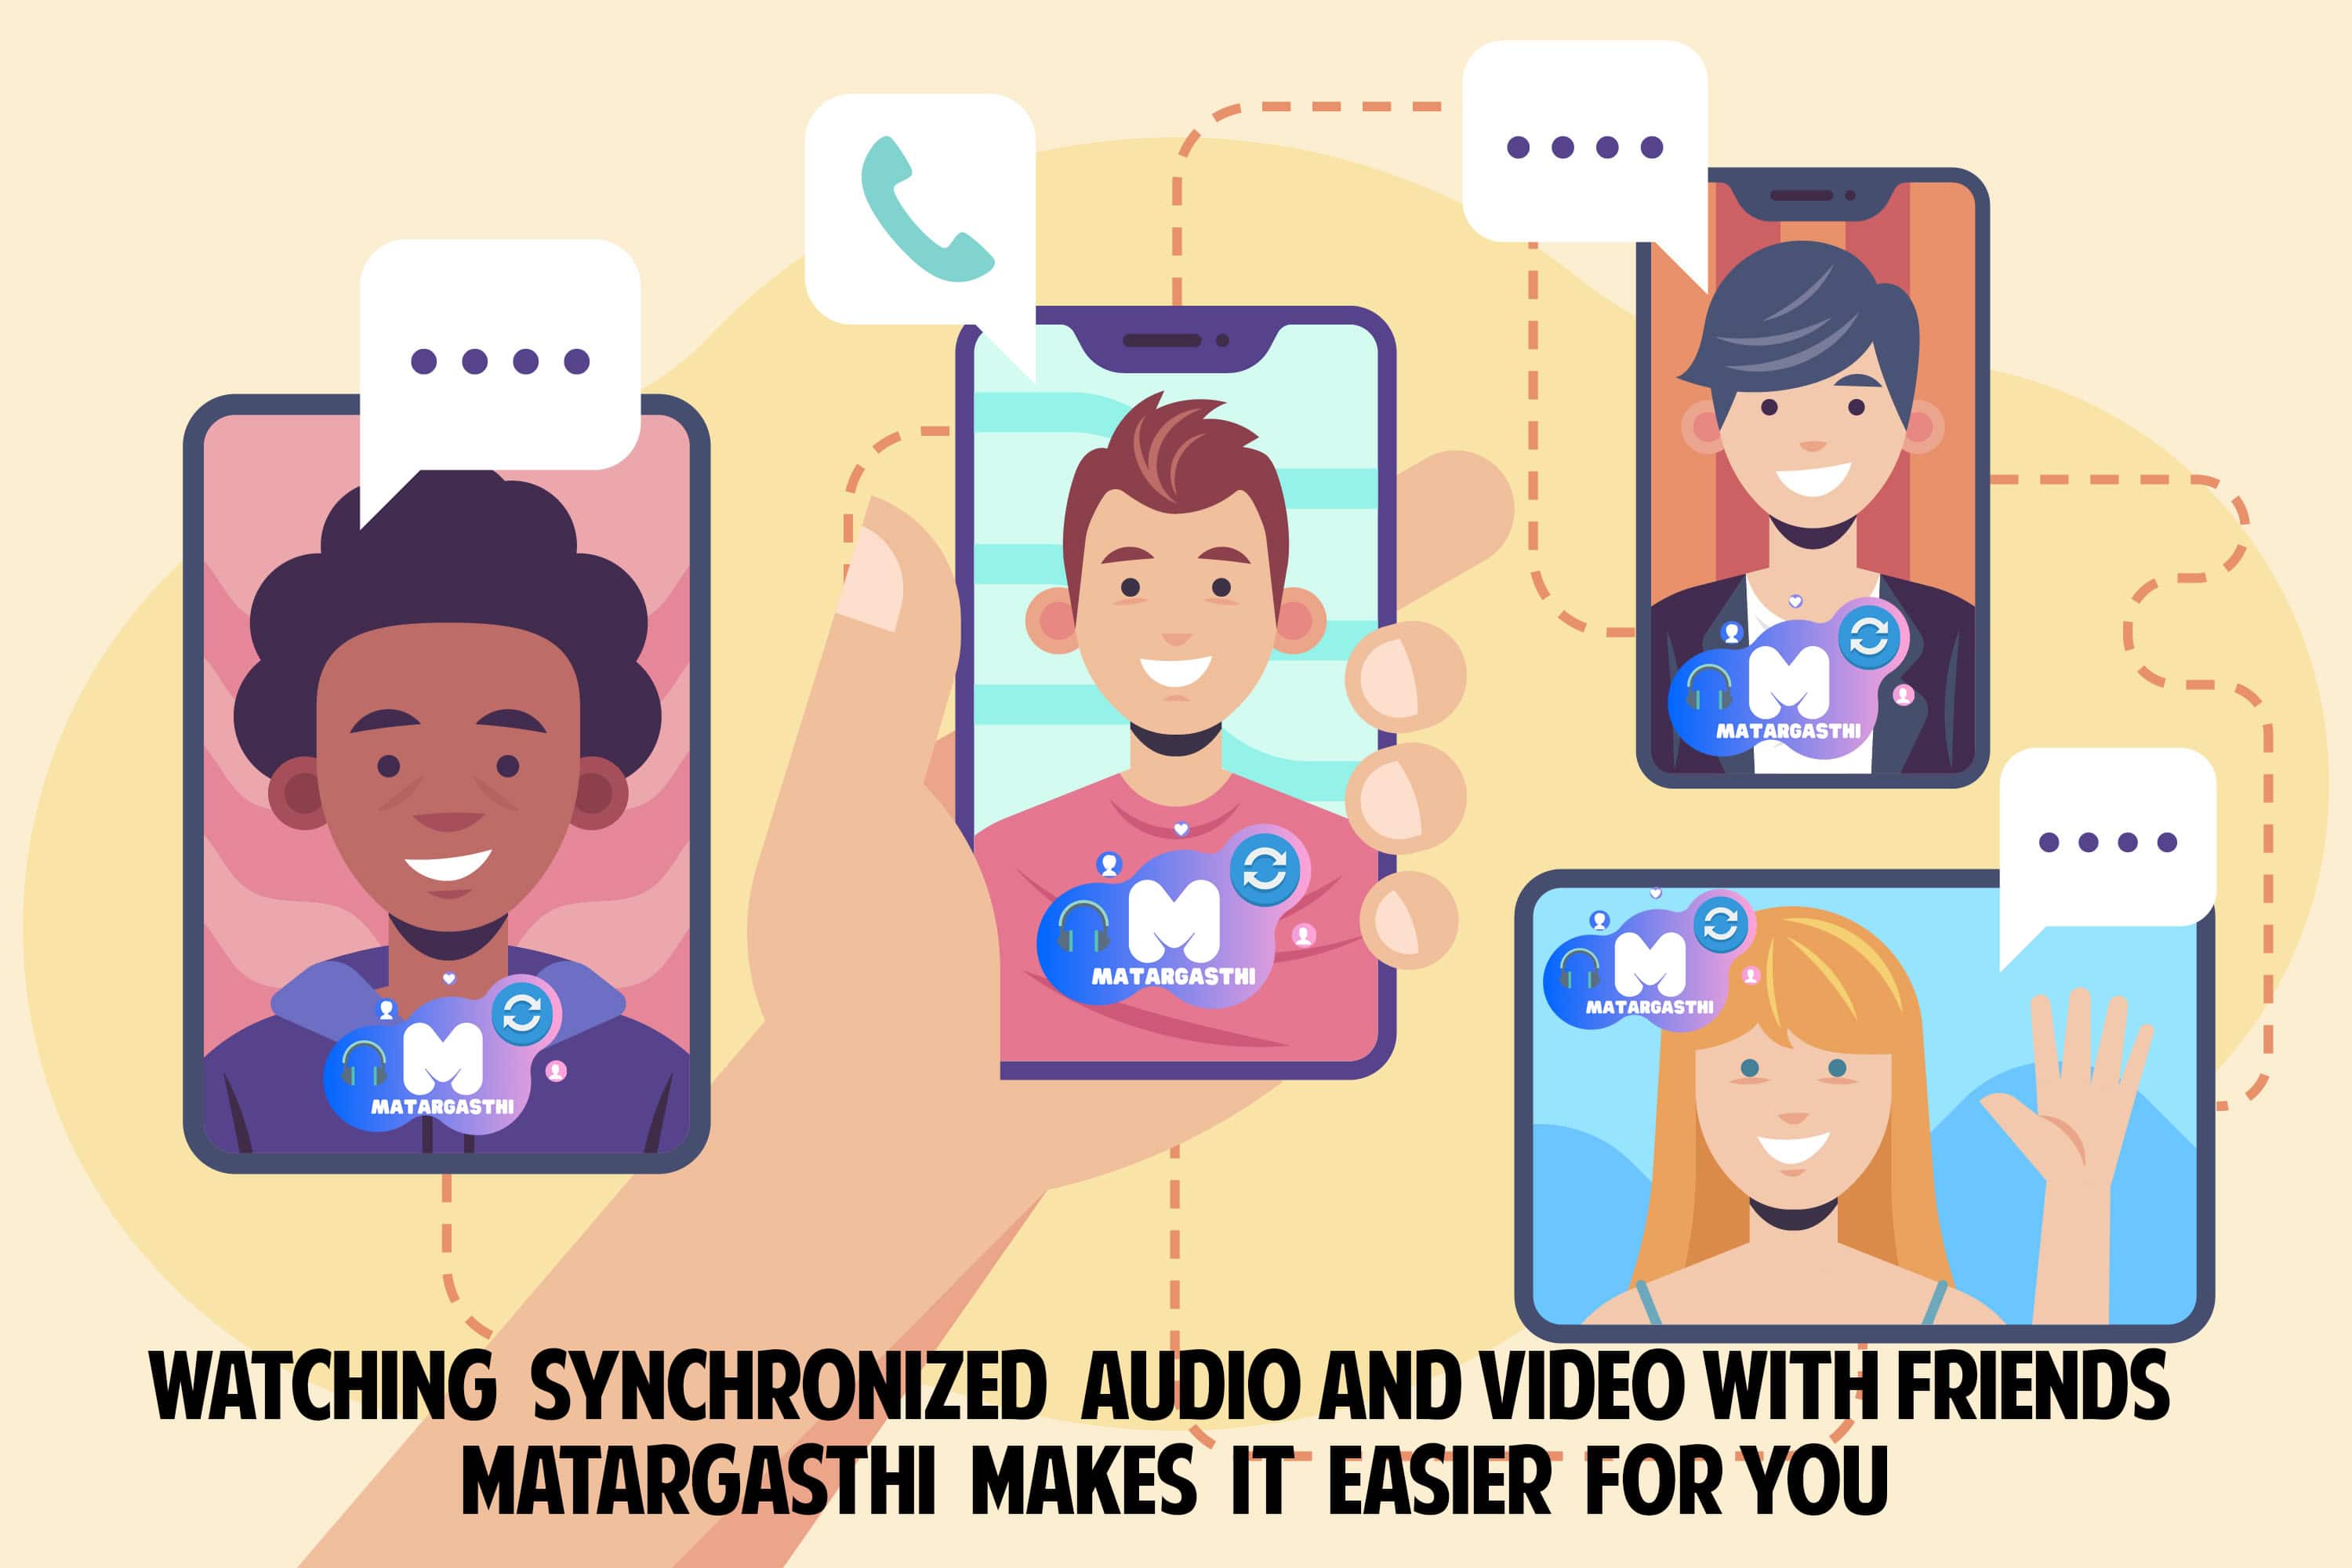 MATARGASTHI
MATARGASTHI
MATARGASTHI
MATARGASTHI
WATCHING SYNCHRONIZED AUDIO AND VIDEO WITH FRIENDS
MATARGASTHI MAKES IT EASIER FOR YOU